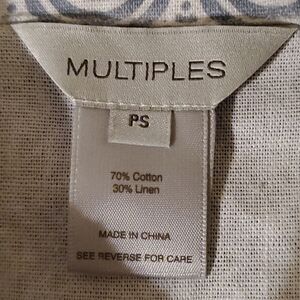 MULTIPLES
PS
70% Cotton
30% Linen
MADE IN CHINA
SEE REVERSE FOR CARE